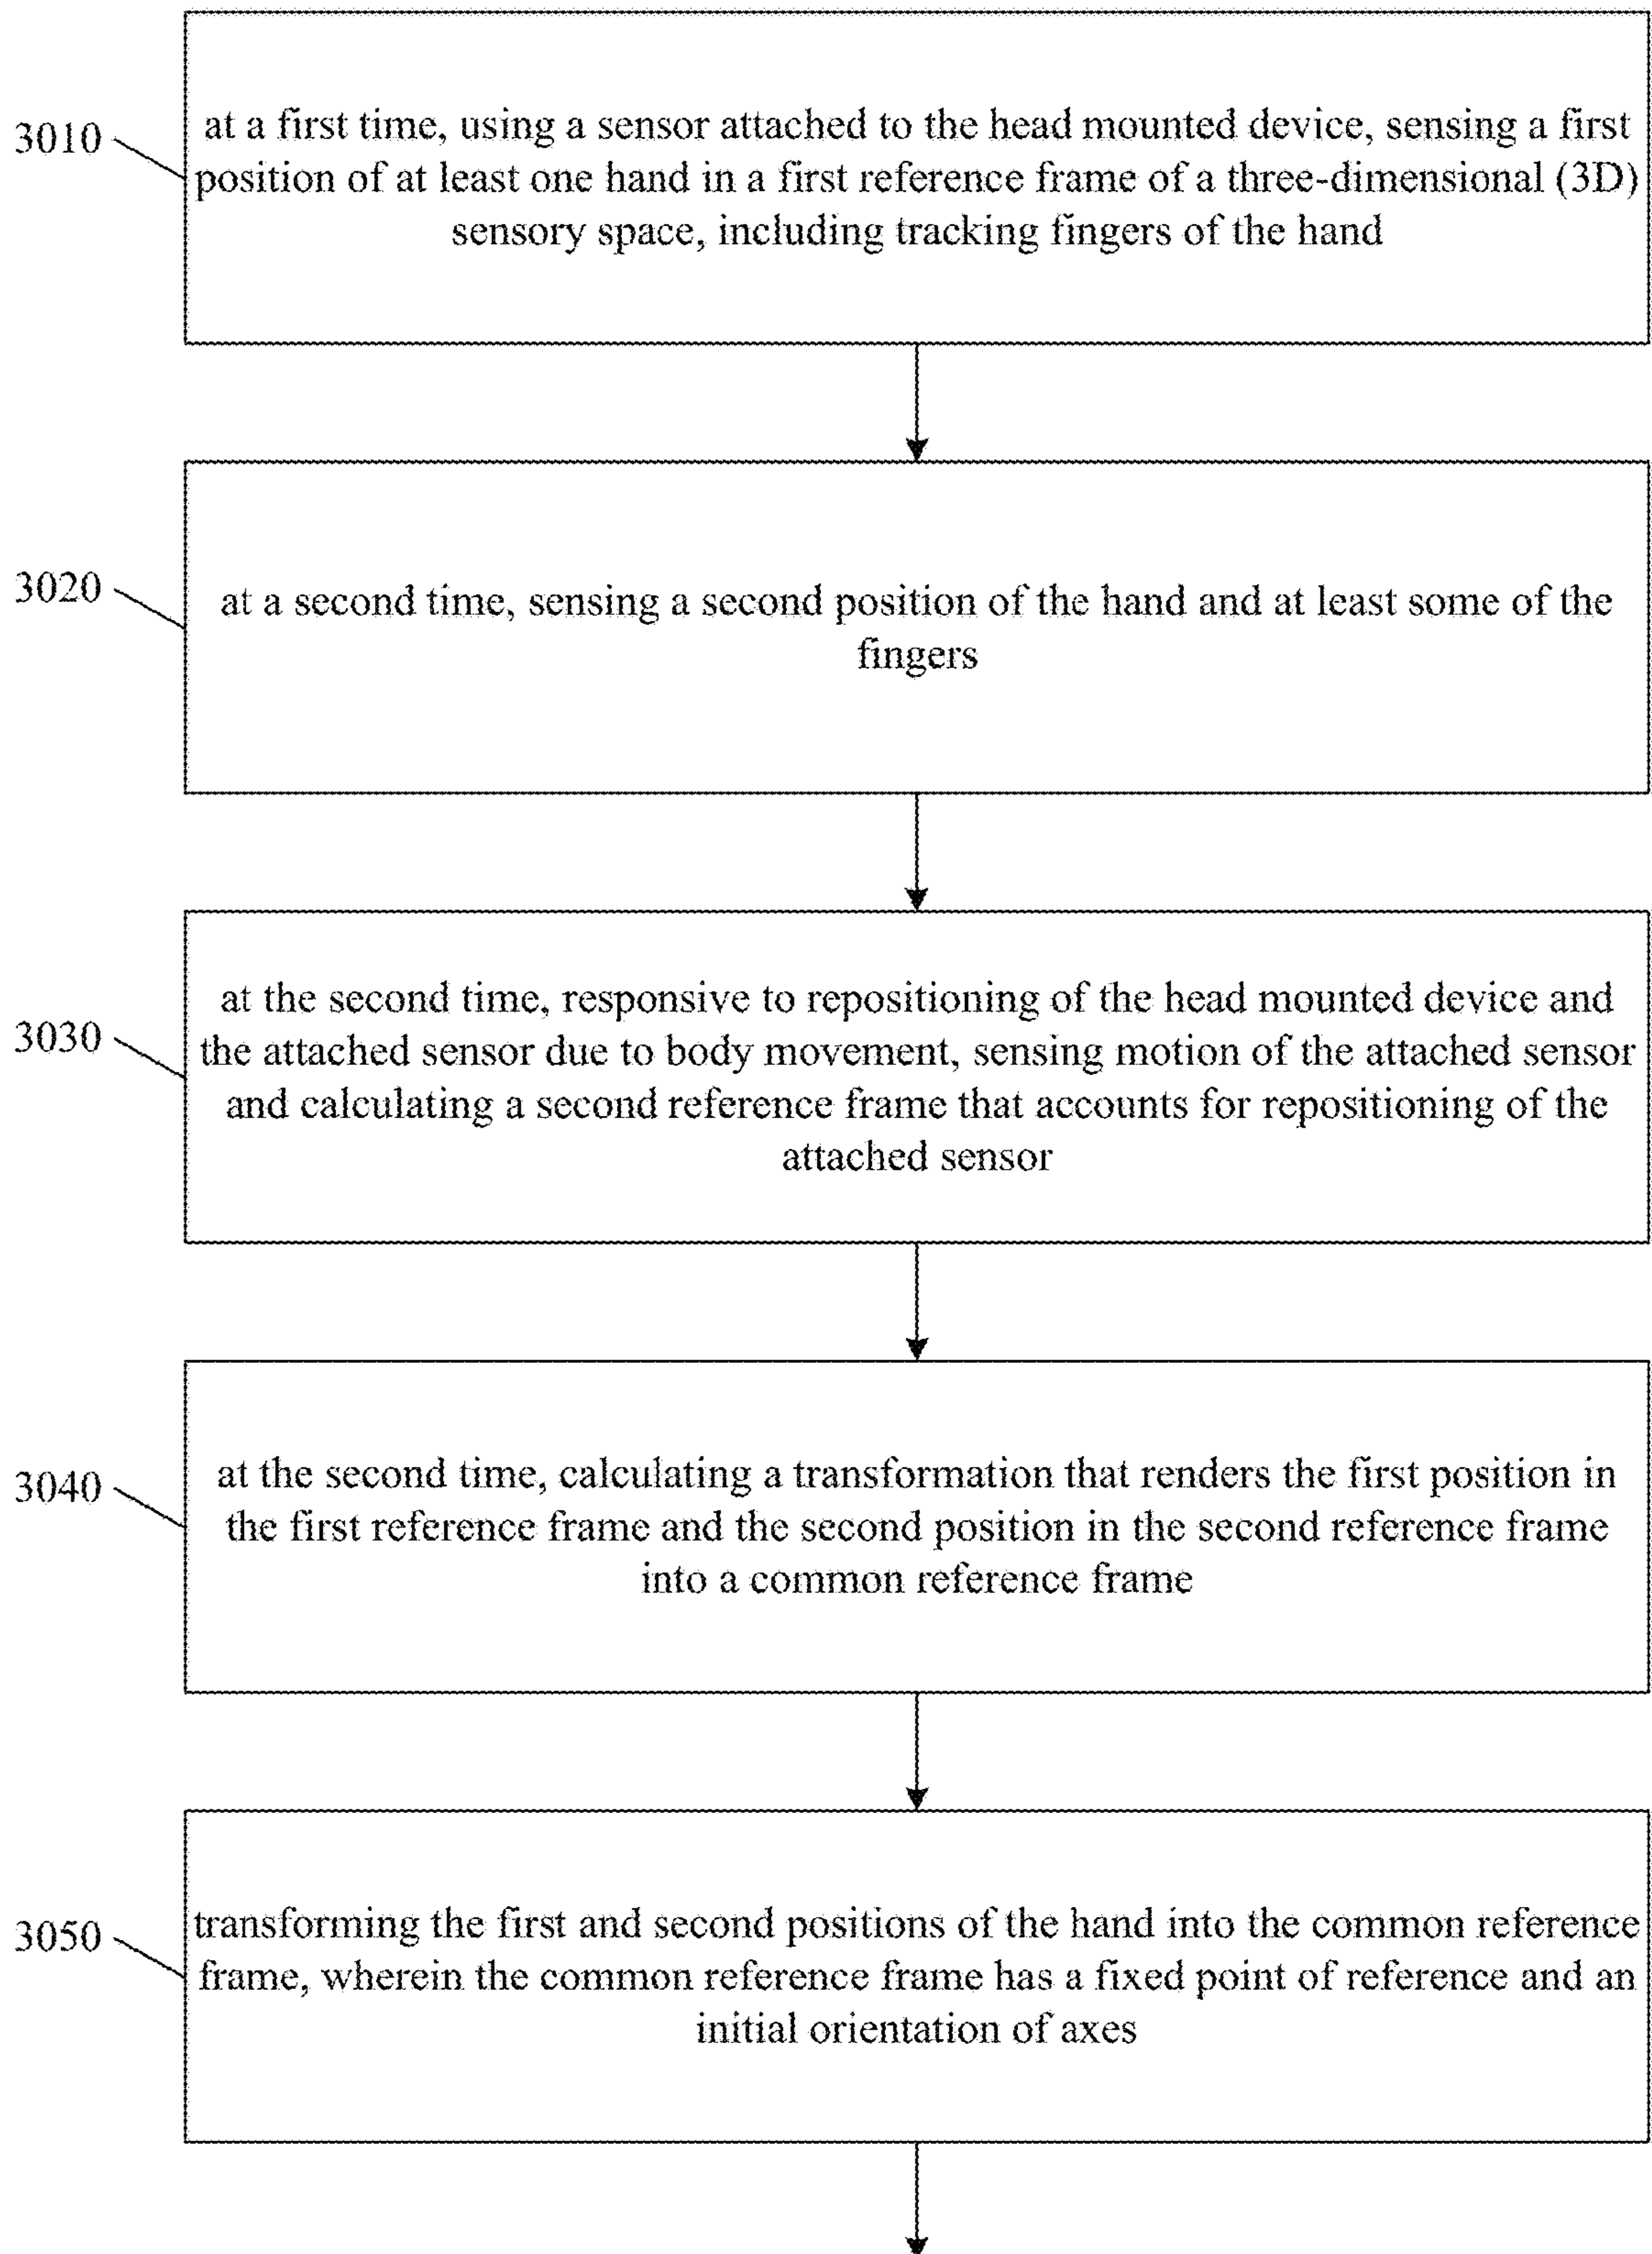 3010
at a first time, using a sensor attached to the head mounted device, sensing a first
position of at least one hand in a first reference frame of a three-dimensional (3D)
sensory space, including tracking fingers of the hand
3020
at a second time, sensing a second position of the hand and at least some of the
fingers
3030
at the second time, responsive to repositioning of the head mounted device and
the attached sensor due to body movement, sensing motion of the attached sensor
and calculating a second reference frame that accounts for repositioning of the
attached sensor
3040
at the second time, calculating a transformation that renders the first position in
the first reference frame and the second position in the second reference frame
into a common reference frame
3050
transforming the first and second positions of the hand into the common reference
frame, wherein the common reference frame has a fixed point of reference and an
initial orientation of axes